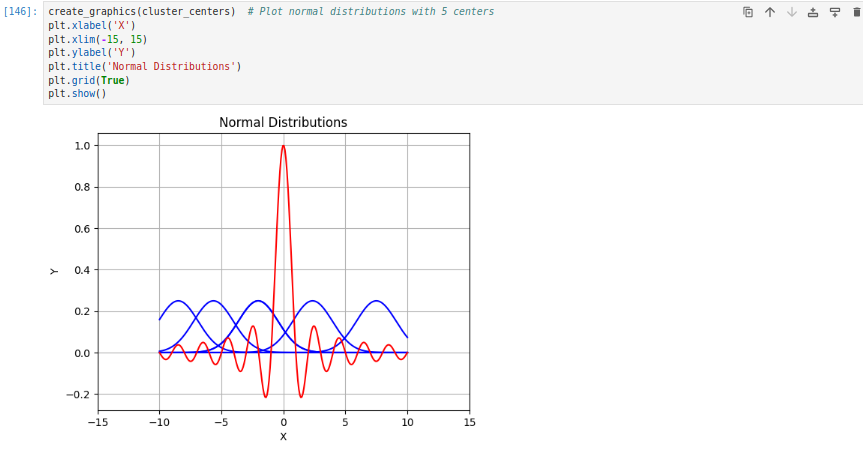 [146]: create_graphics(cluster_centers)  # Plot normal distributions with 5 centers
plt.xlabel('X')
plt.xlim(-15, 15)
plt.ylabel('Y')
plt.title('Normal Distributions')
plt.grid(True)
plt.show()
Normal Distributions
1.0
0.8
0.6
Y
0.4
0.2
0.0
−0.2
−15 −10 −5 0 5 10 15
X